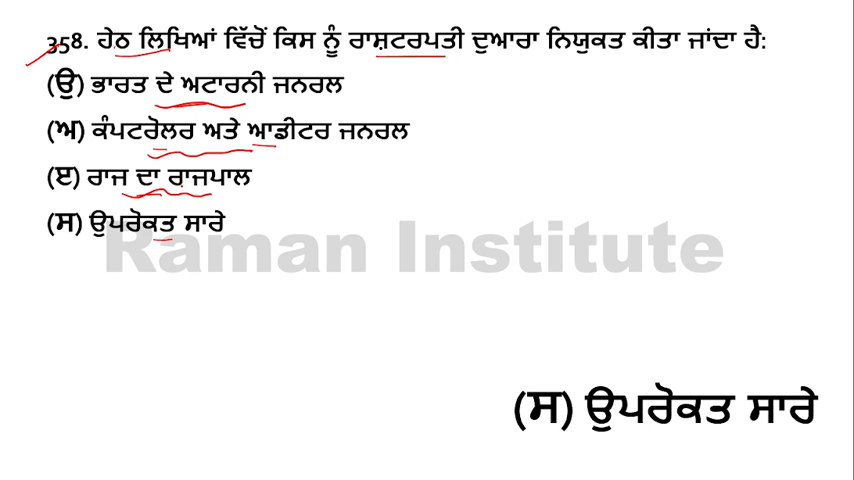 358. ਹੇਠ ਲਿਖਿਆਂ ਵਿੱਚੋਂ ਕਿਸ ਨੂੰ ਰਾਸ਼ਟਰਪਤੀ ਦੁਆਰਾ ਨਿਯੁਕਤ ਕੀਤਾ ਜਾਂਦਾ ਹੈ:
(ੳ) ਭਾਰਤ ਦੇ ਅਟਾਰਨੀ ਜਨਰਲ
(ਅ) ਕੰਪਟਰੋਲਰ ਅਤੇ ਆਡੀਟਰ ਜਨਰਲ
(ੲ) ਰਾਜ ਦਾ ਰਾਜਪਾਲ
(ਸ) ਉਪਰੋਕਤ ਸਾਰੇ
Raman Institute
(ਸ) ਉਪਰੋਕਤ ਸਾਰੇ